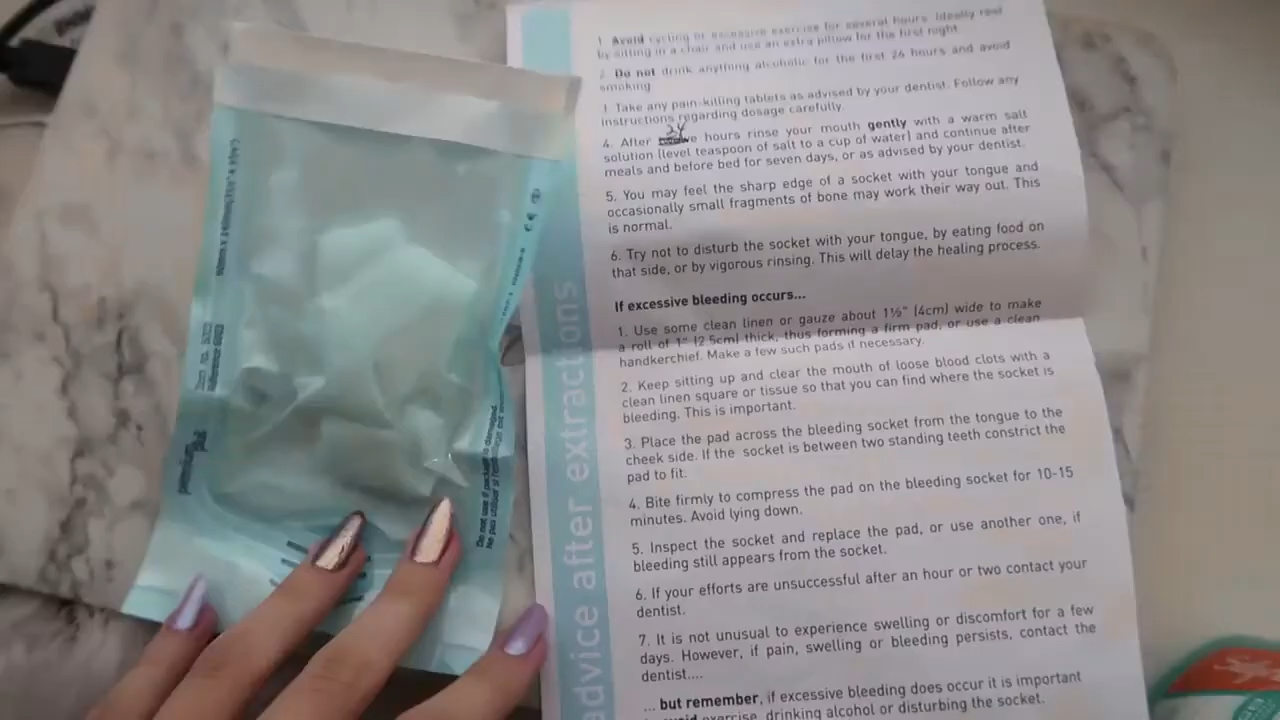 1. Avoid cycling or excessive exercise for several hours. Ideally rest
by sitting in a chair and use an extra pillow for the first night.
2. Do not drink anything alcoholic for the first 24 hours and avoid
smoking
3. Take any pain-killing tablets as advised by your dentist. Follow any
instructions regarding dosage carefully.
4. After 24 hours rinse your mouth gently with a warm salt
solution (level teaspoon of salt to a cup of water) and continue after
meals and before bed for seven days, or as advised by your dentist.
5. You may feel the sharp edge of a socket with your tongue and
occasionally small fragments of bone may work their way out. This
is normal.
6. Try not to disturb the socket with your tongue, by eating food on
that side, or by vigorous rinsing. This will delay the healing process.
If excessive bleeding occurs...
1. Use some clean linen or gauze about 1½" (4cm) wide to make
a roll of 1" (2.5cm) thick, thus forming a firm pad, or use a clean
handkerchief. Make a few such pads if necessary.
2. Keep sitting up and clear the mouth of loose blood clots with a
clean linen square or tissue so that you can find where the socket is
bleeding. This is important.
3. Place the pad across the bleeding socket from the tongue to the
cheek side. If the socket is between two standing teeth constrict the
pad to fit.
4. Bite firmly to compress the pad on the bleeding socket for 10-15
minutes. Avoid lying down.
5. Inspect the socket and replace the pad, or use another one, if
bleeding still appears from the socket.
6. If your efforts are unsuccessful after an hour or two contact your
dentist.
7. It is not unusual to experience swelling or discomfort for a few
days. However, if pain, swelling or bleeding persists, contact the
dentist....
... but remember, if excessive bleeding does occur it is important
avoid exercise, drinking alcohol or disturbing the socket.
advice after extractions
Do not use if package is damaged